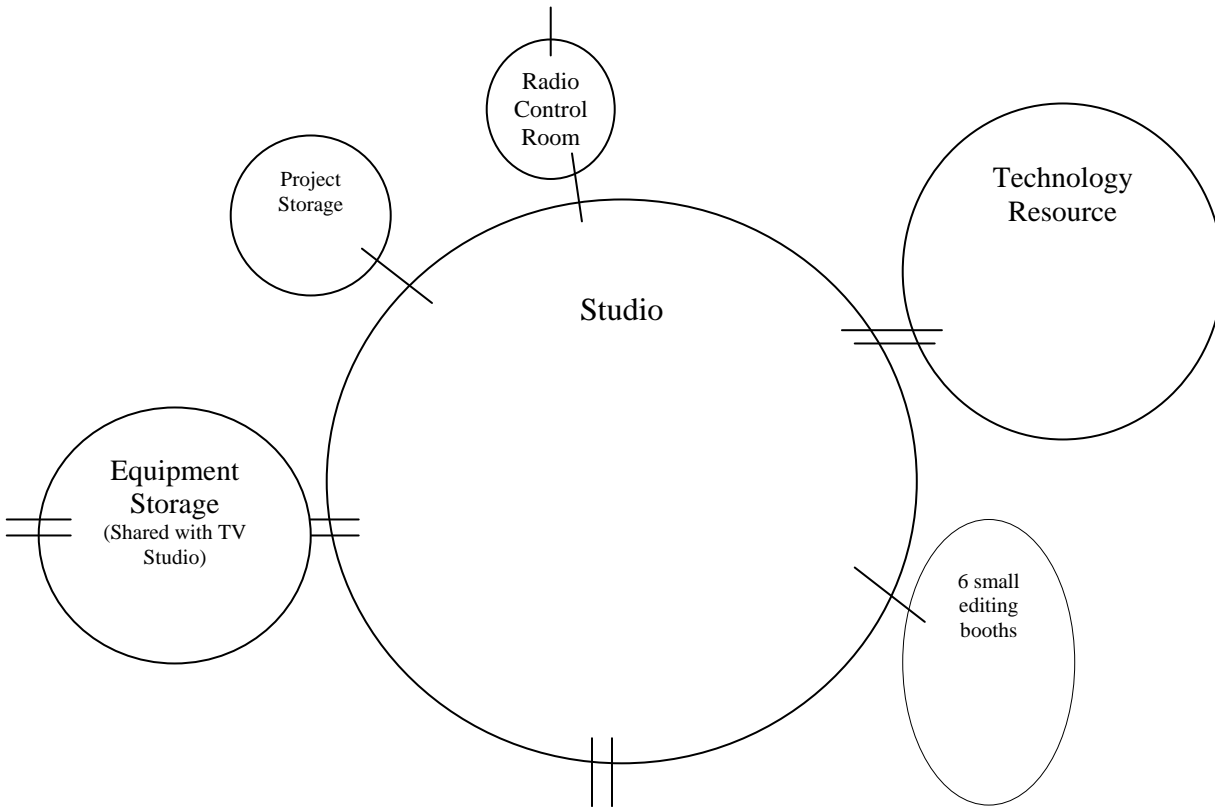 Radio
Control
Room
Project
Storage
Technology
Resource
Studio
Equipment
Storage
(Shared with TV
Studio)
6 small
editing
booths